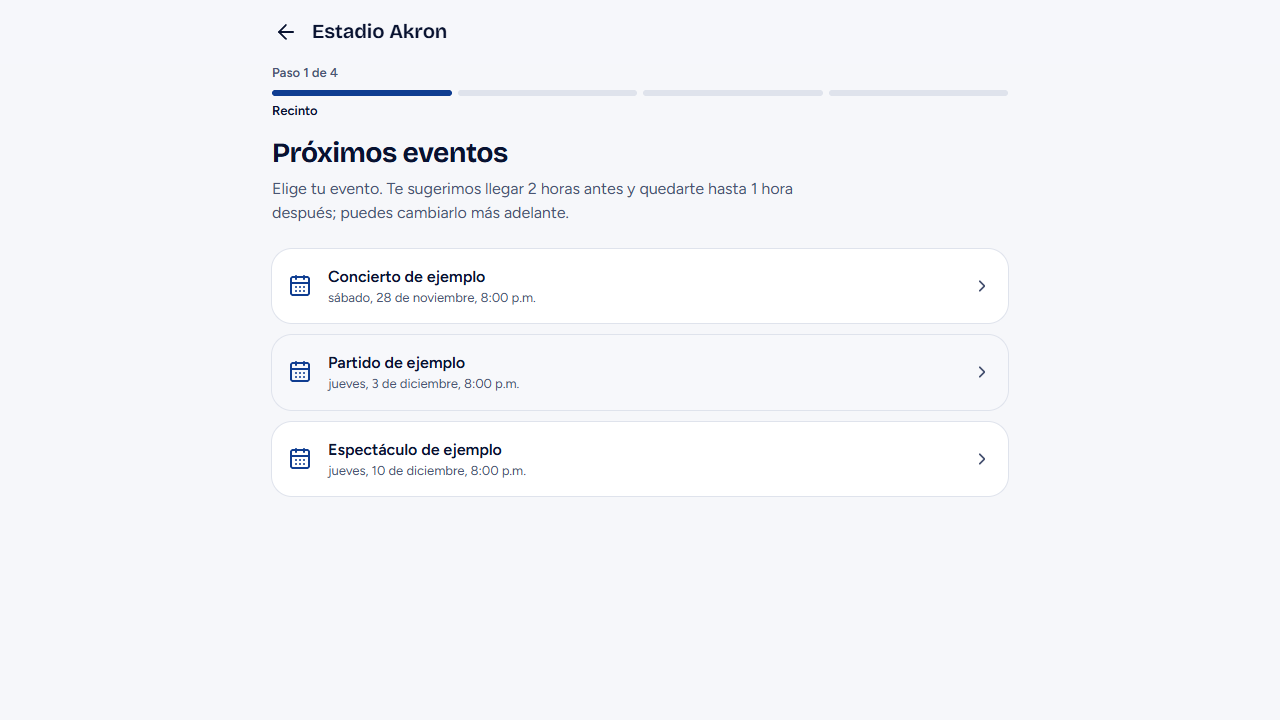 Estadio Akron
Paso 1 de 4
Recinto
Próximos eventos
Elige tu evento. Te sugerimos llegar 2 horas antes y quedarte hasta 1 hora
después; puedes cambiarlo más adelante.
Concierto de ejemplo
sábado, 28 de noviembre, 8:00 p.m.
Partido de ejemplo
jueves, 3 de diciembre, 8:00 p.m.
Espectáculo de ejemplo
jueves, 10 de diciembre, 8:00 p.m.